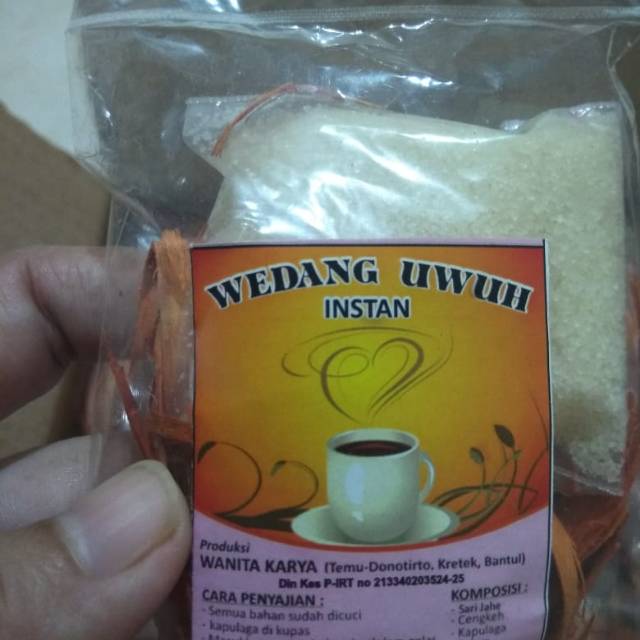 WEDANG UWUH
INSTAN
Produksi
WANITA KARYA (Temu-Donotirto, Kretek, Bantul)
Din Kes P-IRT no 213340203524-25
CARA PENYAJIAN :
- Semua bahan sudah dicuci
- kapulaga di kupas
KOMPOSISI :
- Sari Jahe
- Cengkeh
- Kapulaga